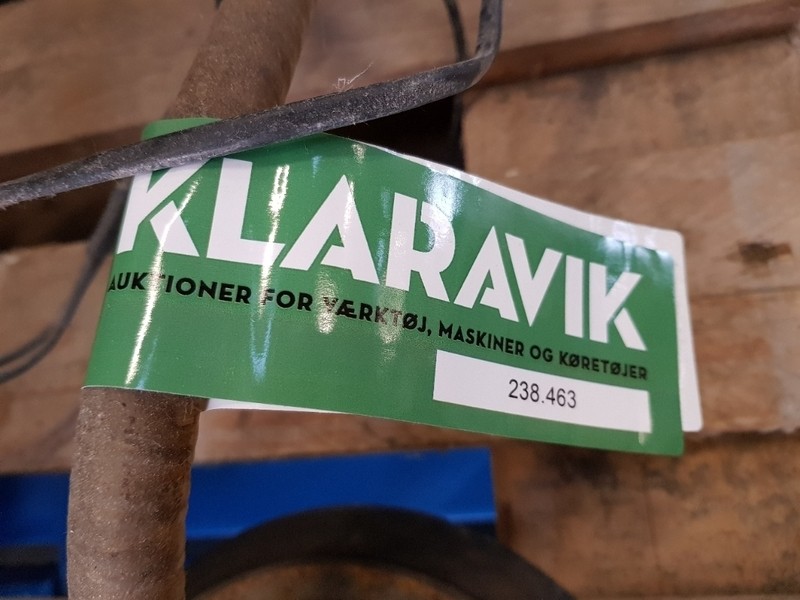 KLARAVIK
AUKTIONER FOR VÆRKTØJ, MASKINER OG KØRETØJER
238.463